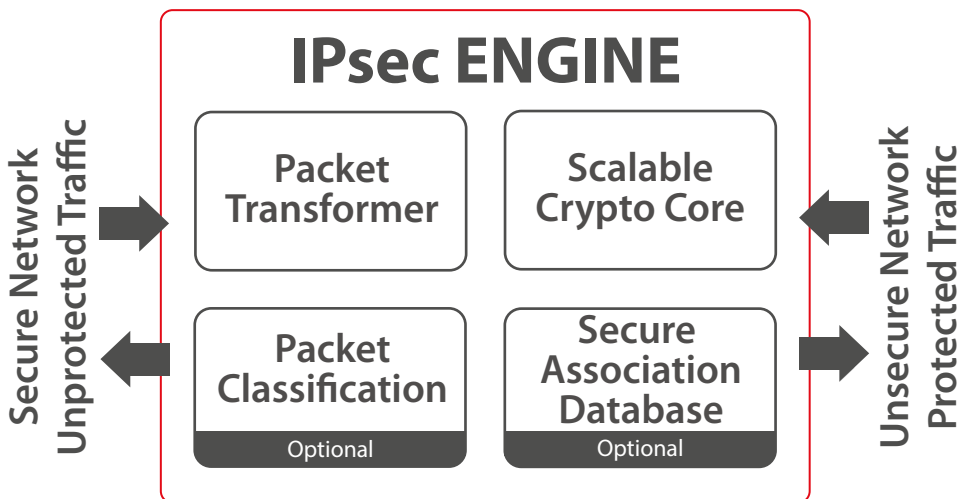 IPsec ENGINE
Secure Network
Unprotected Traffic
Packet
Transformer
Scalable
Crypto Core
Packet
Classification
Optional
Secure
Association
Database
Optional
Unsecure Network
Protected Traffic